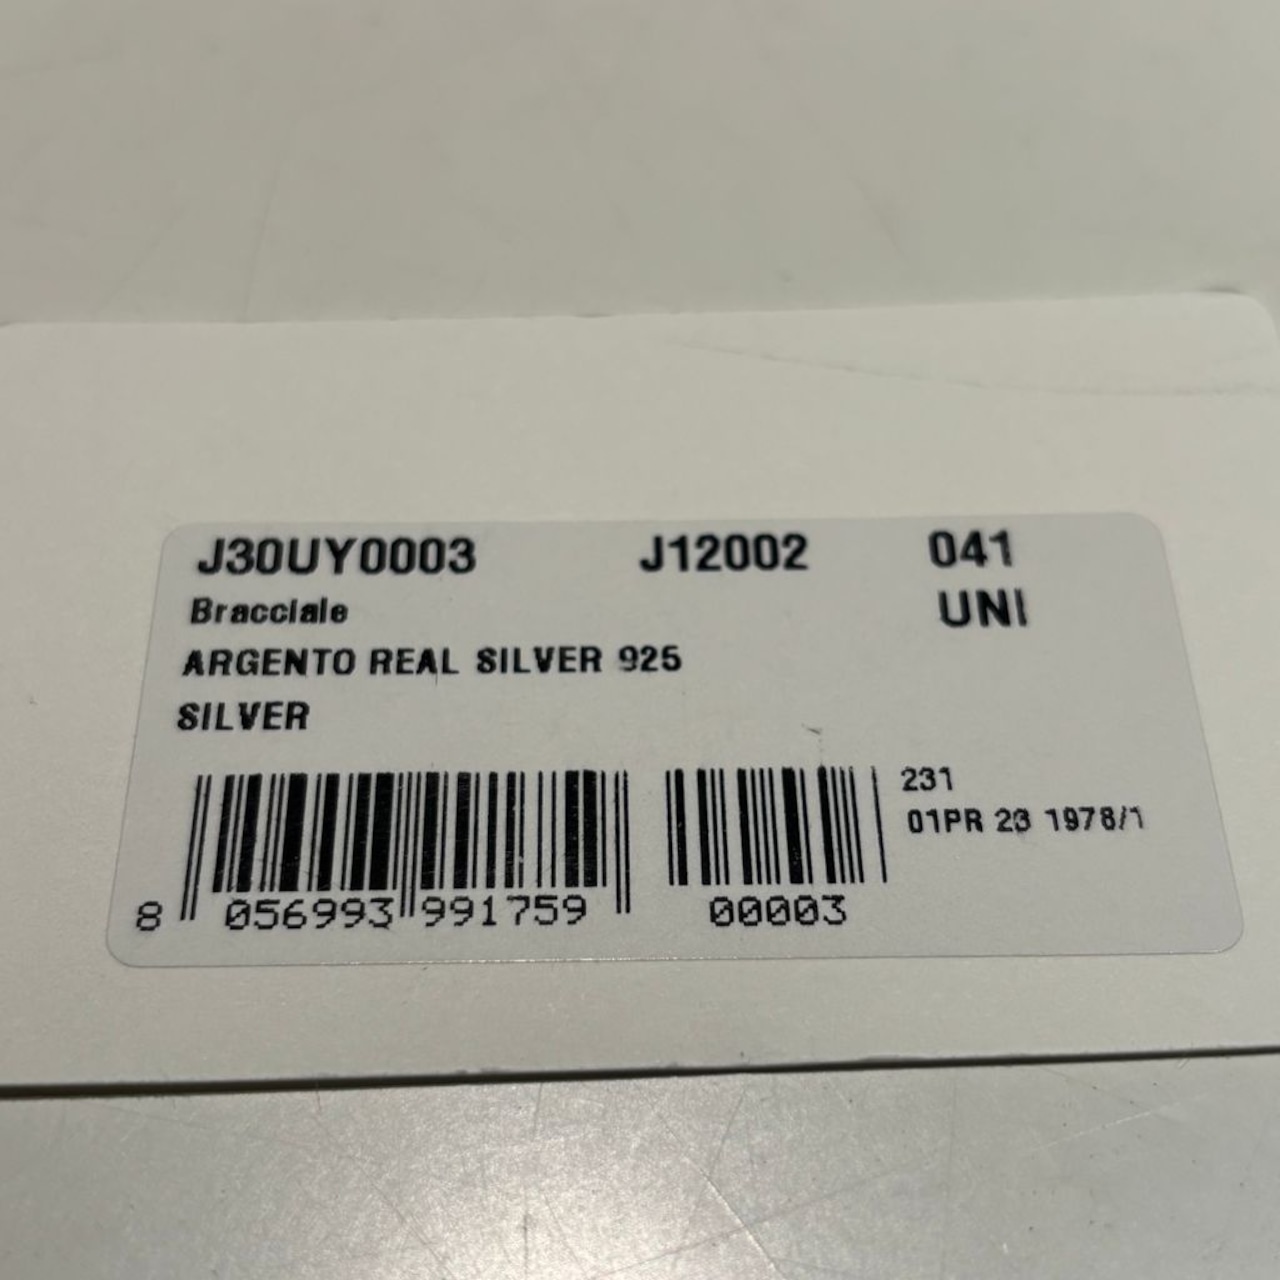 J30UY0003 J12002 041
Bracciale UNI
ARGENTO REAL SILVER 925
SILVER
231
01PR 23 1978/1
8 056993 991759 00003